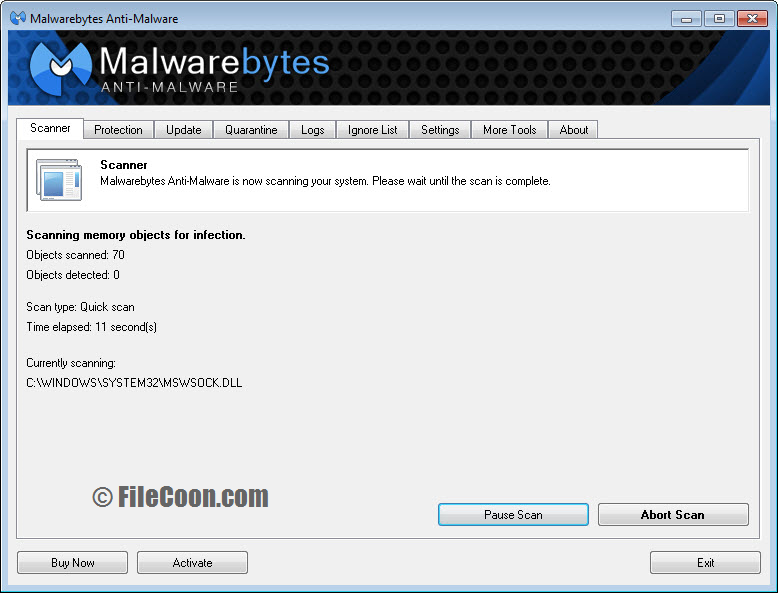 Malwarebytes Anti-Malware
Malwarebytes
ANTI-MALWARE
Scanner Protection Update Quarantine Logs Ignore List Settings More Tools About
Scanner
Malwarebytes Anti-Malware is now scanning your system. Please wait until the scan is complete.
Scanning memory objects for infection.
Objects scanned: 70
Objects detected: 0
Scan type: Quick scan
Time elapsed: 11 second(s)
Currently scanning:
C:\WINDOWS\SYSTEM32\MSWSOCK.DLL
© FileCoon.com
Pause Scan Abort Scan
Buy Now Activate Exit